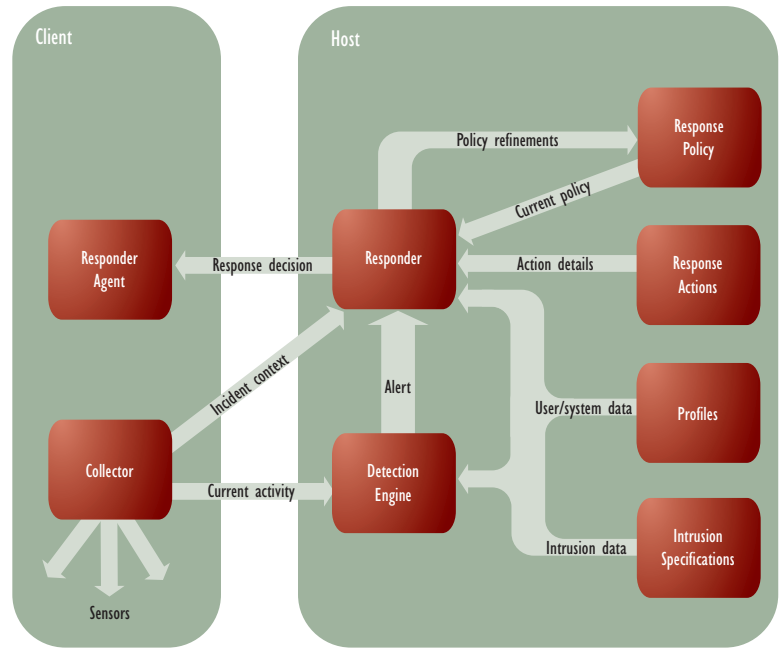 Client
Host
Policy refinements
Response
Policy
Current policy
Responder
Agent
Response decision
Responder
Action details
Response
Actions
Incident context
Alert
User/system data
Profiles
Collector
Current activity
Detection
Engine
Intrusion data
Intrusion
Specifications
Sensors